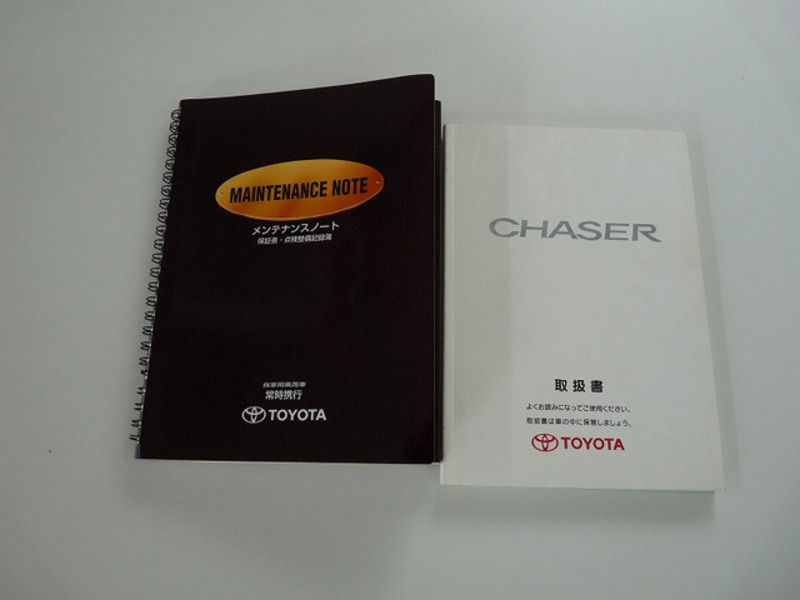 MAINTENANCE NOTE
メンテナンスノート
保証書・点検整備記録簿
自家用乗用車
常時携行
TOYOTA
CHASER
取扱書
よくお読みになってご使用ください。
取扱書は車の中に保管しましょう。
TOYOTA